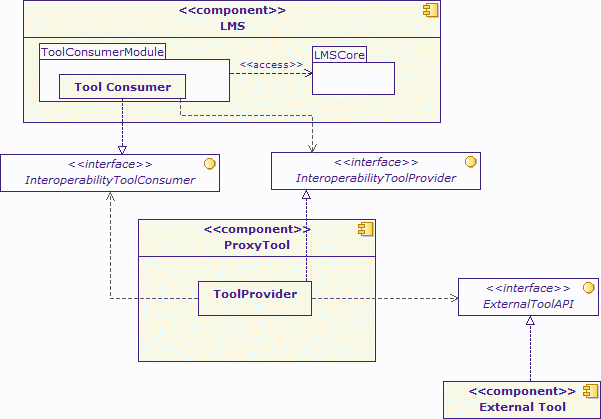 <<component>>
LMS
ToolConsumerModule
Tool Consumer
<<access>>
LMSCore
<<interface>>
InteroperabilityToolConsumer
<<interface>>
InteroperabilityToolProvider
<<component>>
ProxyTool
ToolProvider
<<interface>>
ExternalToolAPI
<<component>>
External Tool